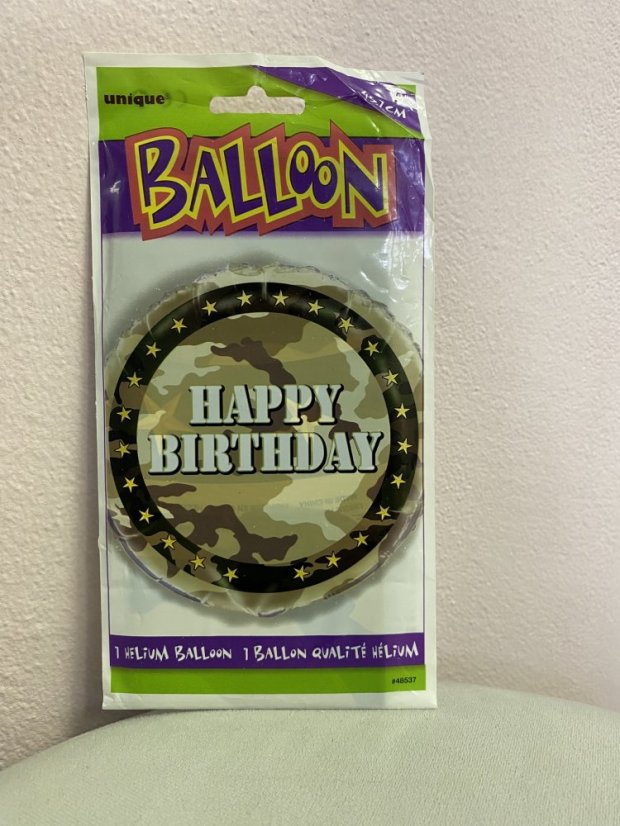 unique
BALLOON
HAPPY
BIRTHDAY
1 HELIUM BALLOON 1 BALLON QUALITÉ HÉLIUM
#48537